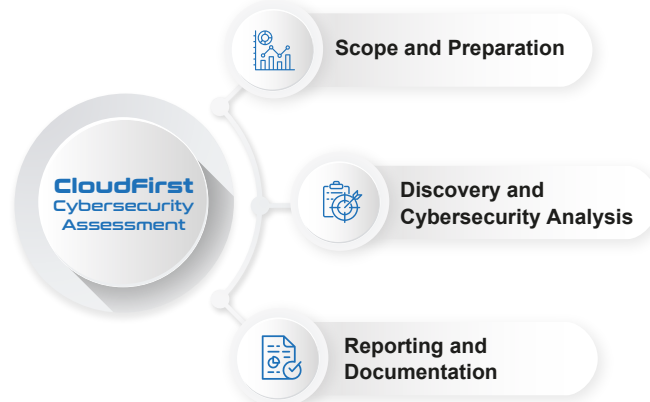 Scope and Preparation
CloudFirst
Cybersecurity
Assessment
Discovery and
Cybersecurity Analysis
Reporting and
Documentation